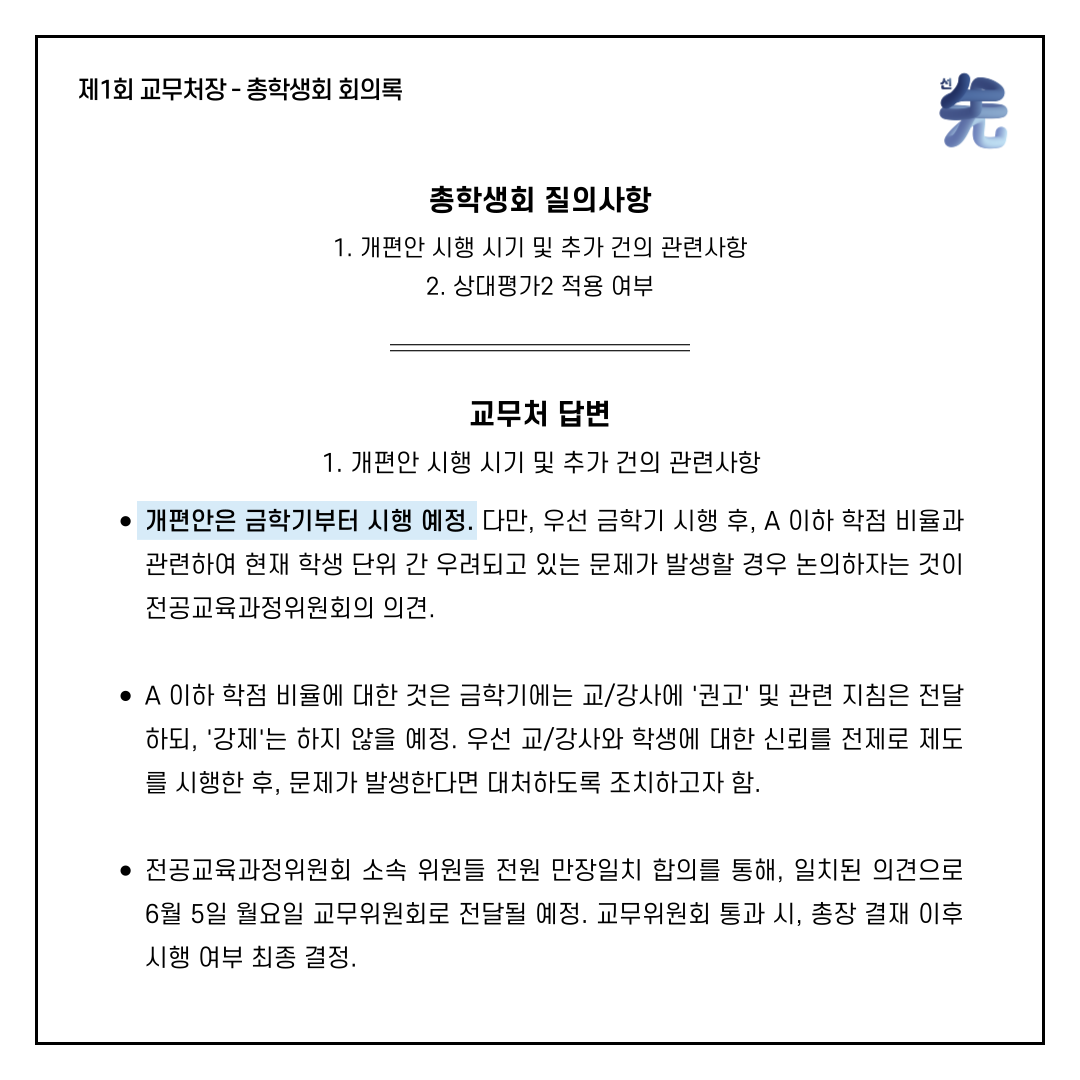 제1회 교무처장 - 총학생회 회의록
선 先
총학생회 질의사항
1. 개편안 시행 시기 및 추가 건의 관련사항
2. 상대평가2 적용 여부
교무처 답변
1. 개편안 시행 시기 및 추가 건의 관련사항
• 개편안은 금학기부터 시행 예정. 다만, 우선 금학기 시행 후, A 이하 학점 비율과
관련하여 현재 학생 단위 간 우려되고 있는 문제가 발생할 경우 논의하자는 것이
전공교육과정위원회의 의견.
• A 이하 학점 비율에 대한 것은 금학기에는 교/강사에 '권고' 및 관련 지침은 전달
하되, '강제'는 하지 않을 예정. 우선 교/강사와 학생에 대한 신뢰를 전제로 제도
를 시행한 후, 문제가 발생한다면 대처하도록 조치하고자 함.
• 전공교육과정위원회 소속 위원들 전원 만장일치 합의를 통해, 일치된 의견으로
6월 5일 월요일 교무위원회로 전달될 예정. 교무위원회 통과 시, 총장 결재 이후
시행 여부 최종 결정.